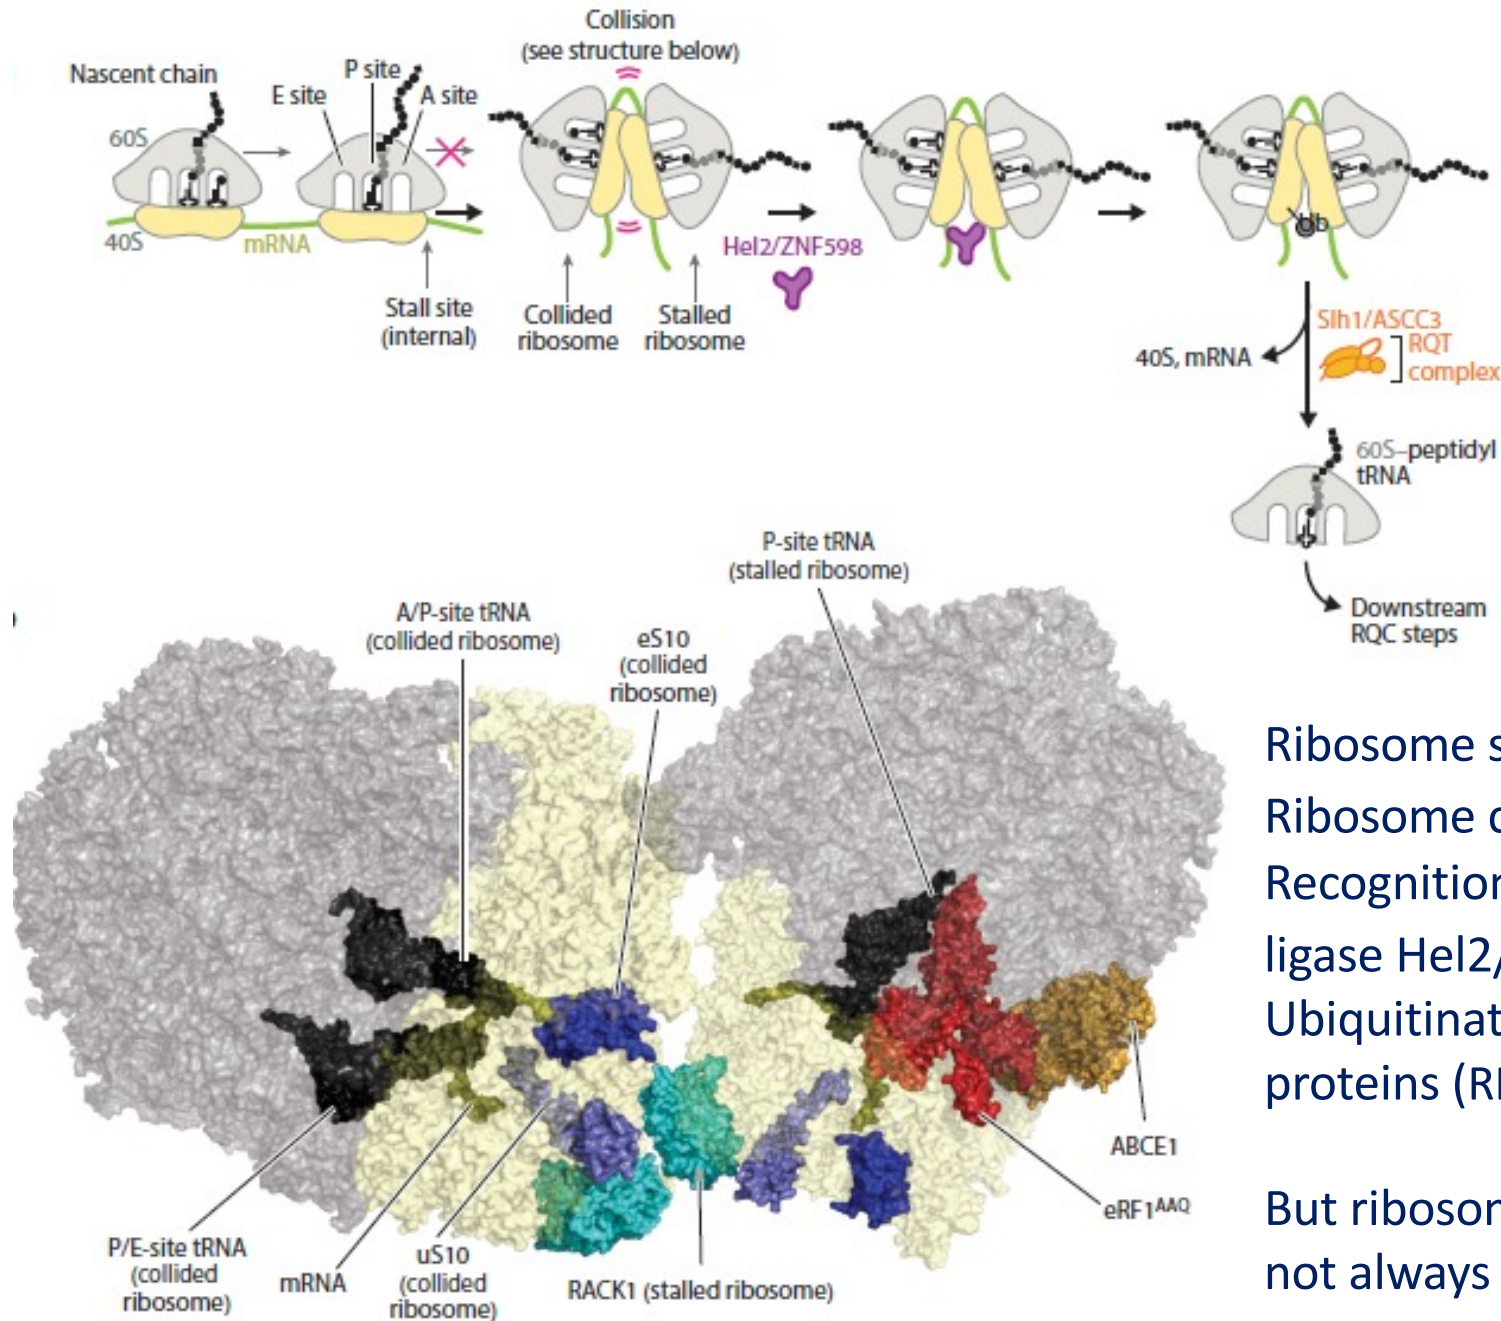 Collision
(see structure below)
Nascent chain
P site
E site
A site
60S
40S
mRNA
Stall site
(internal)
Collided
ribosome
Stalled
ribosome
Hel2/ZNF598
Ub
Slh1/ASCC3
RQT
complex
40S, mRNA
60S–peptidyl
tRNA
Downstream
RQC steps
P-site tRNA
(stalled ribosome)
A/P-site tRNA
(collided ribosome)
eS10
(collided
ribosome)
P/E-site tRNA
(collided
ribosome)
mRNA
uS10
(collided
ribosome)
RACK1 (stalled ribosome)
ABCE1
eRF1AAQ
Ribosome s
Ribosome
Recognition
ligase Hel2/
Ubiquitinat
proteins (R
But riboson
not always